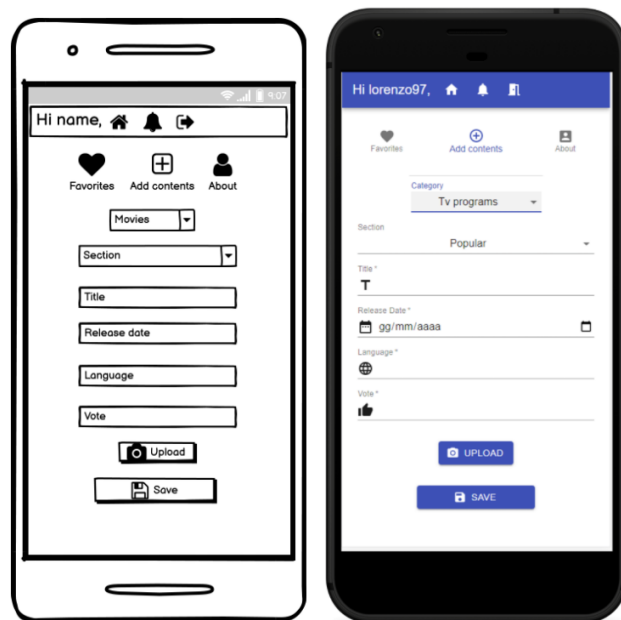 9:07
Hi name,
Favorites Add contents About
Movies
Section
Title
Release date
Language
Vote
Upload
Save
Hi lorenzo97,
Favorites Add contents About
Category
Tv programs
Section
Popular
Title *
Release Date *
gg/mm/aaaa
Language *
Vote *
UPLOAD
SAVE